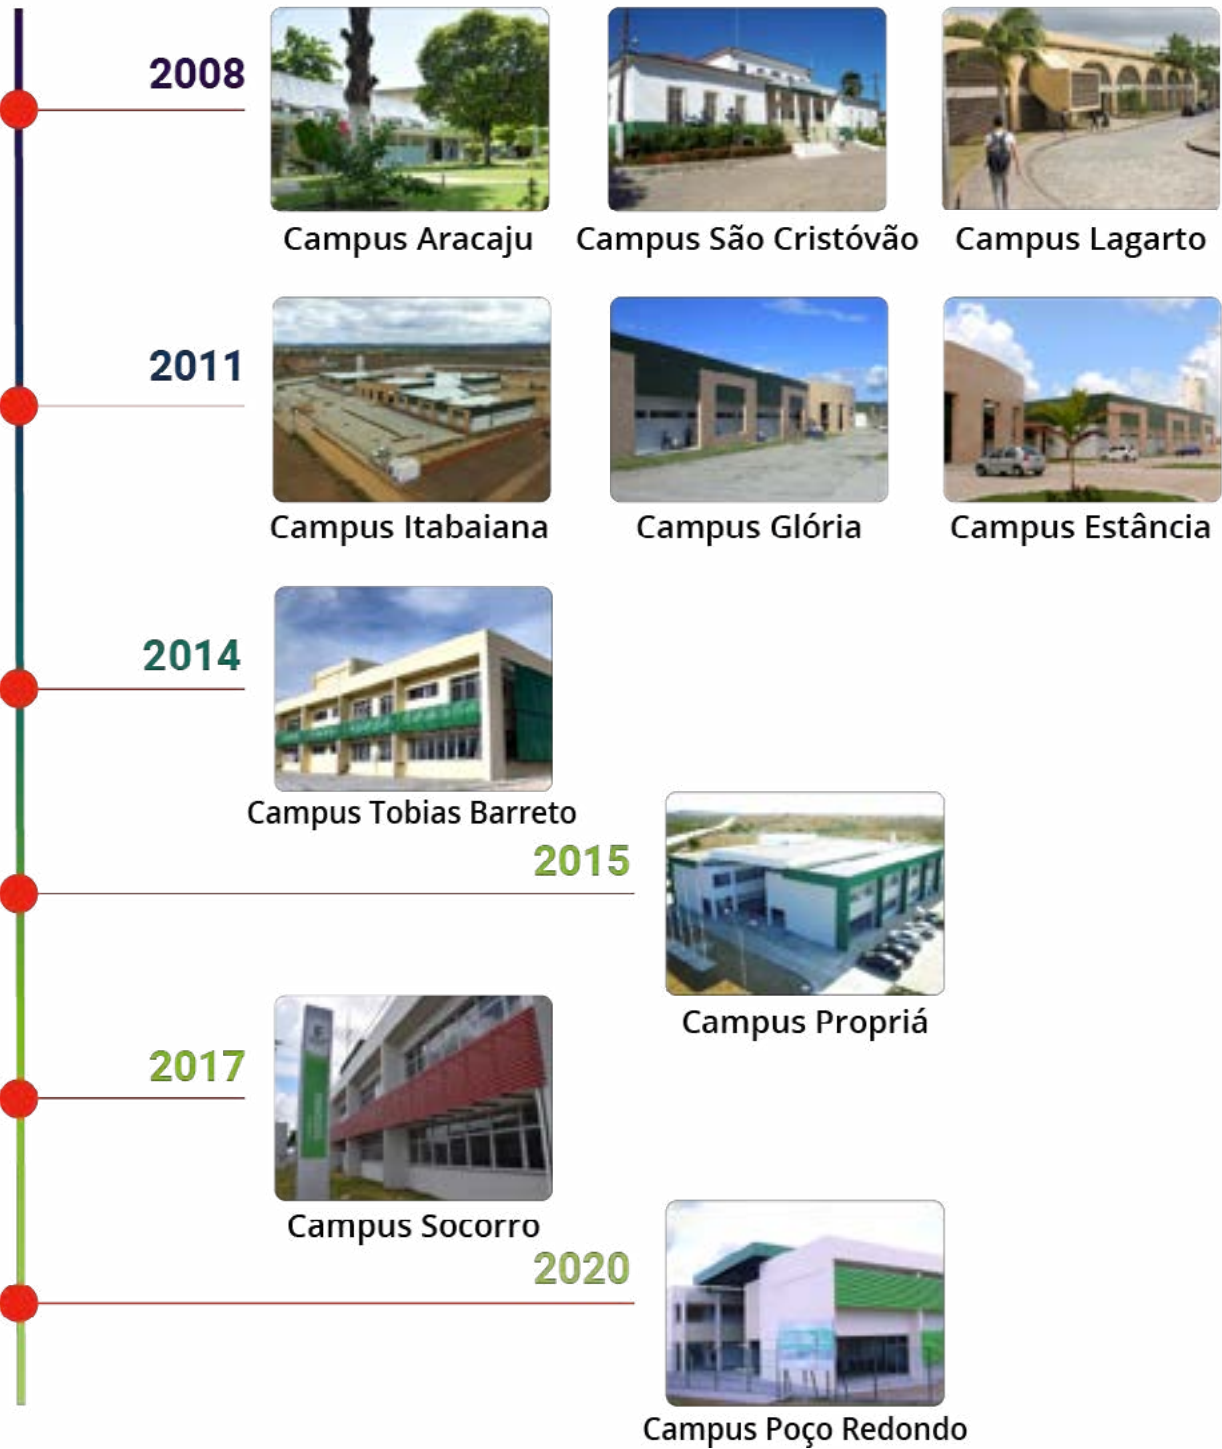 2008
Campus Aracaju
Campus São Cristóvão
Campus Lagarto
2011
Campus Itabaiana
Campus Glória
Campus Estância
2014
Campus Tobias Barreto
2015
Campus Propriá
2017
Campus Socorro
2020
Campus Poço Redondo